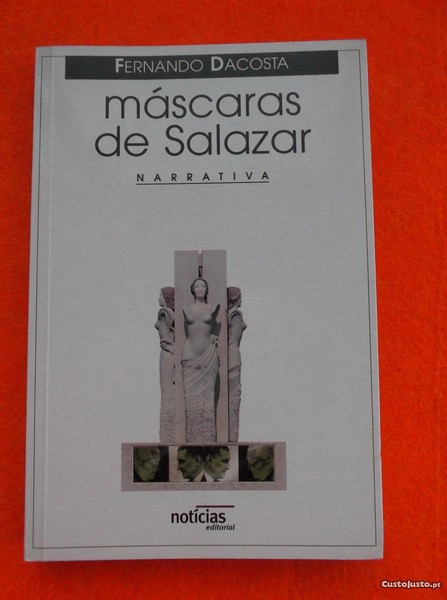 FERNANDO DACOSTA
máscaras
de Salazar
NARRATIVA
notícias
editorial
CustoJusto.pt